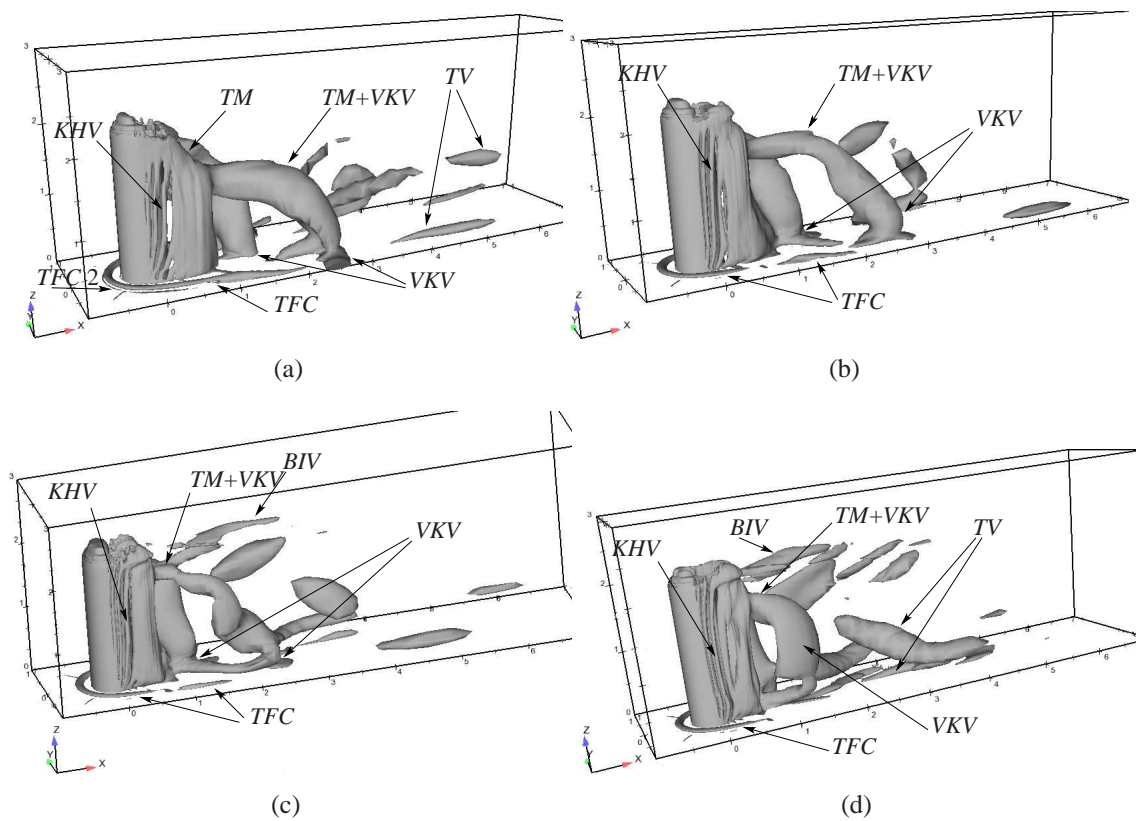 TM
TM+VKV
TV
KHV
TFC 2
TFC
VKV
(a)
KHV
TM+VKV
VKV
TFC
(b)
KHV
TM+VKV
BIV
VKV
TFC
(c)
KHV
BIV
TM+VKV
TV
VKV
TFC
(d)
Z
Y
X
Z
Y
X
Z
Y
X
Z
Y
X